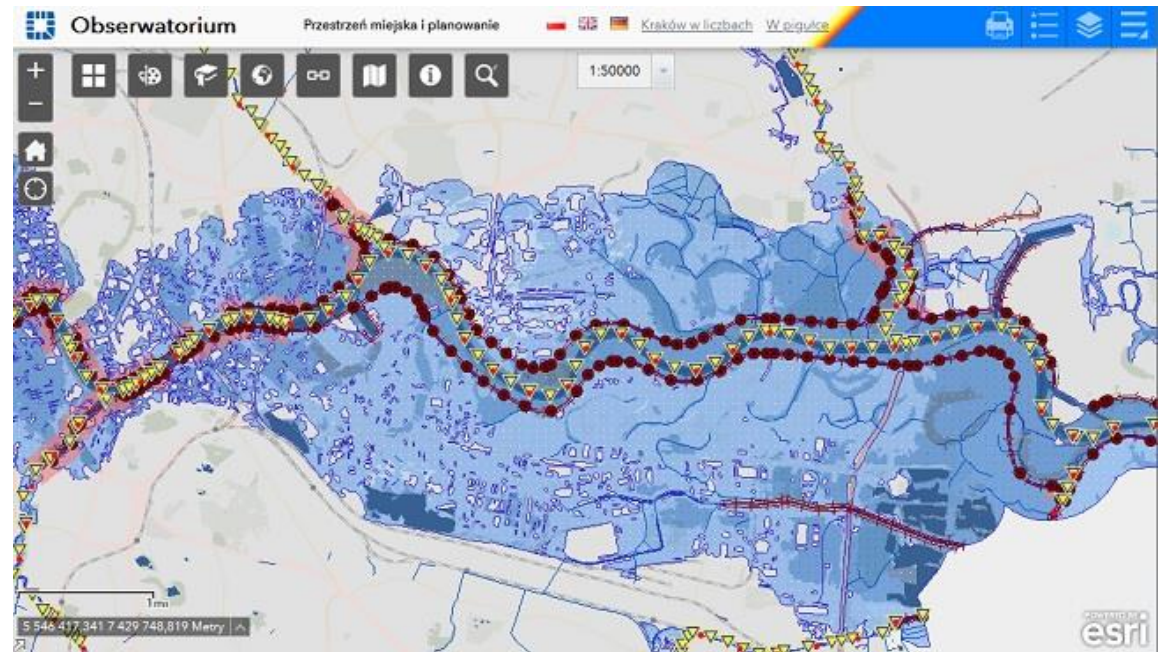 Obserwatorium Przestrzeń miejska i planowanie Kraków w liczbach W pigułce
1:50000
1mi
5 546 417,341 7 429 748,819 Metry
POWERED BY
esri